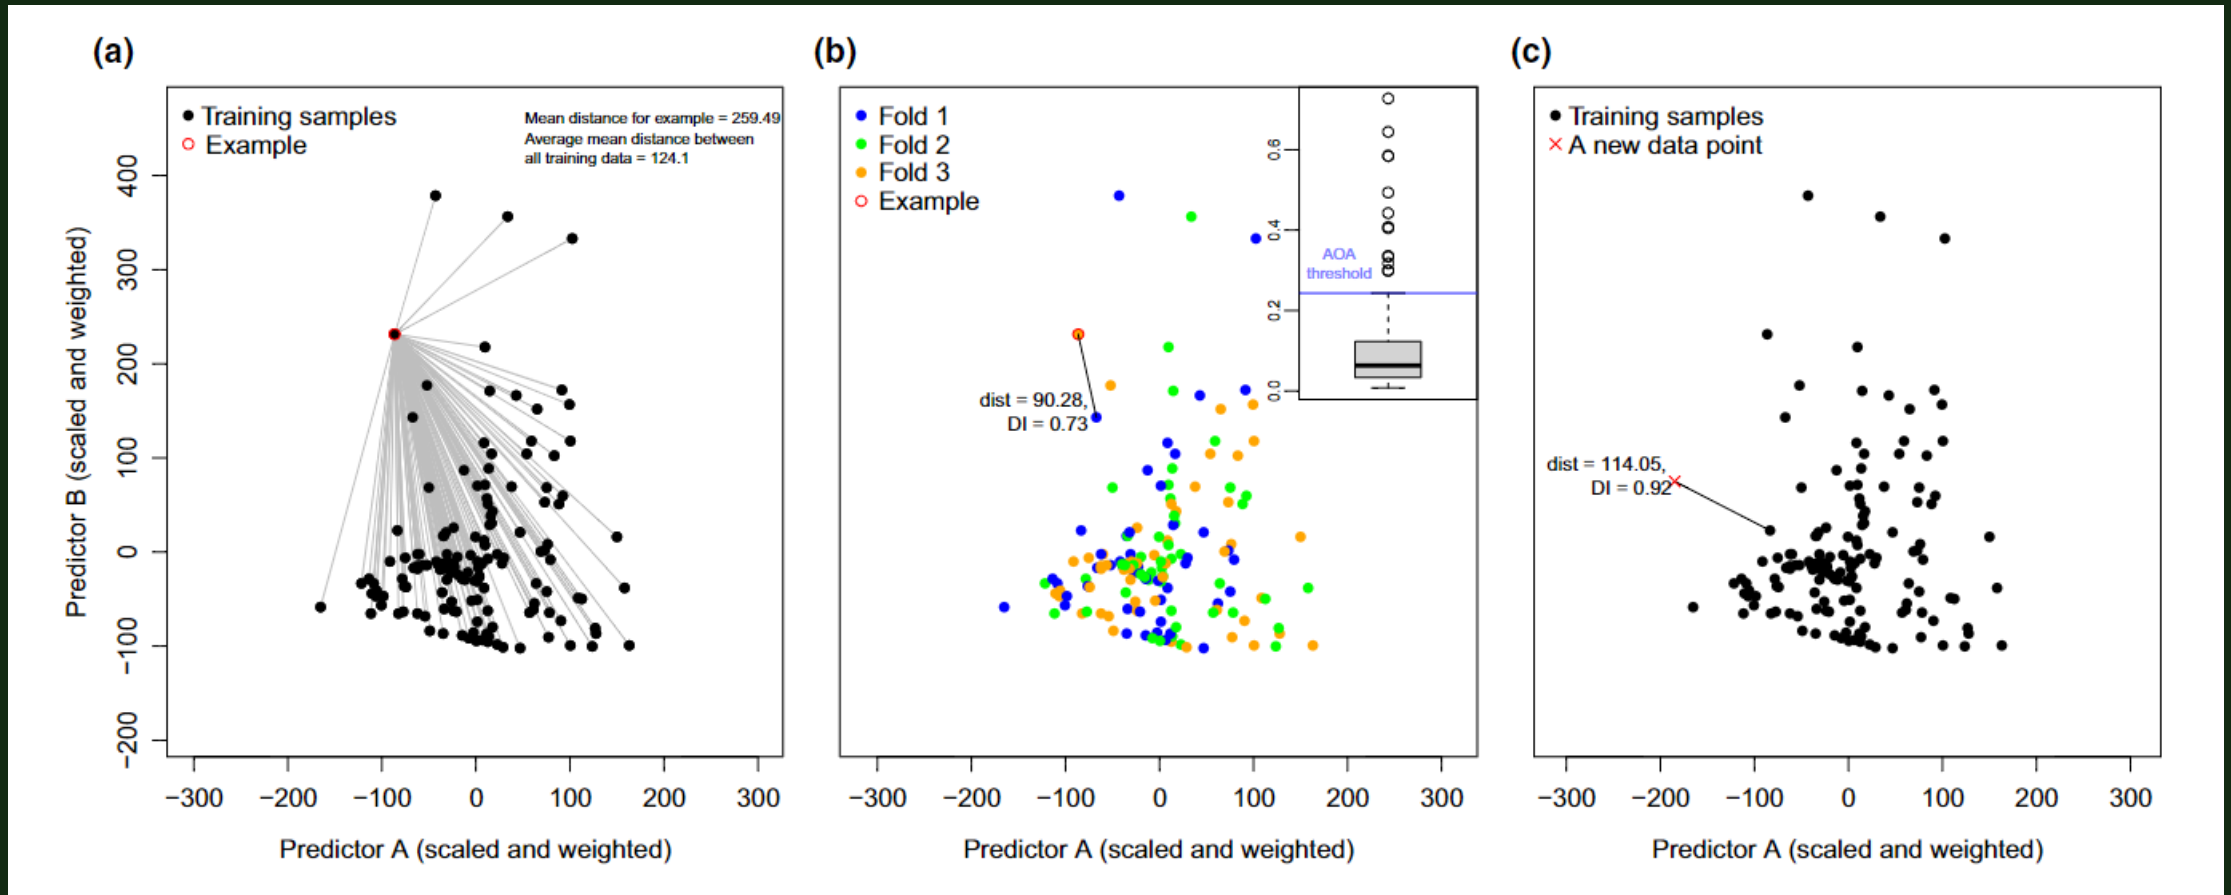 (a)
Training samples
Example
Mean distance for example = 259.49
Average mean distance between
all training data = 124.1
Predictor B (scaled and weighted)
400
300
200
100
0
−100
−200
−300
−200
−100
0
100
200
300
Predictor A (scaled and weighted)
(b)
Fold 1
Fold 2
Fold 3
Example
dist = 90.28,
DI = 0.73
AOA
threshold
0.6
0.4
0.2
0.0
−300
−200
−100
0
100
200
300
Predictor A (scaled and weighted)
(c)
Training samples
A new data point
dist = 114.05,
DI = 0.92
−300
−200
−100
0
100
200
300
Predictor A (scaled and weighted)